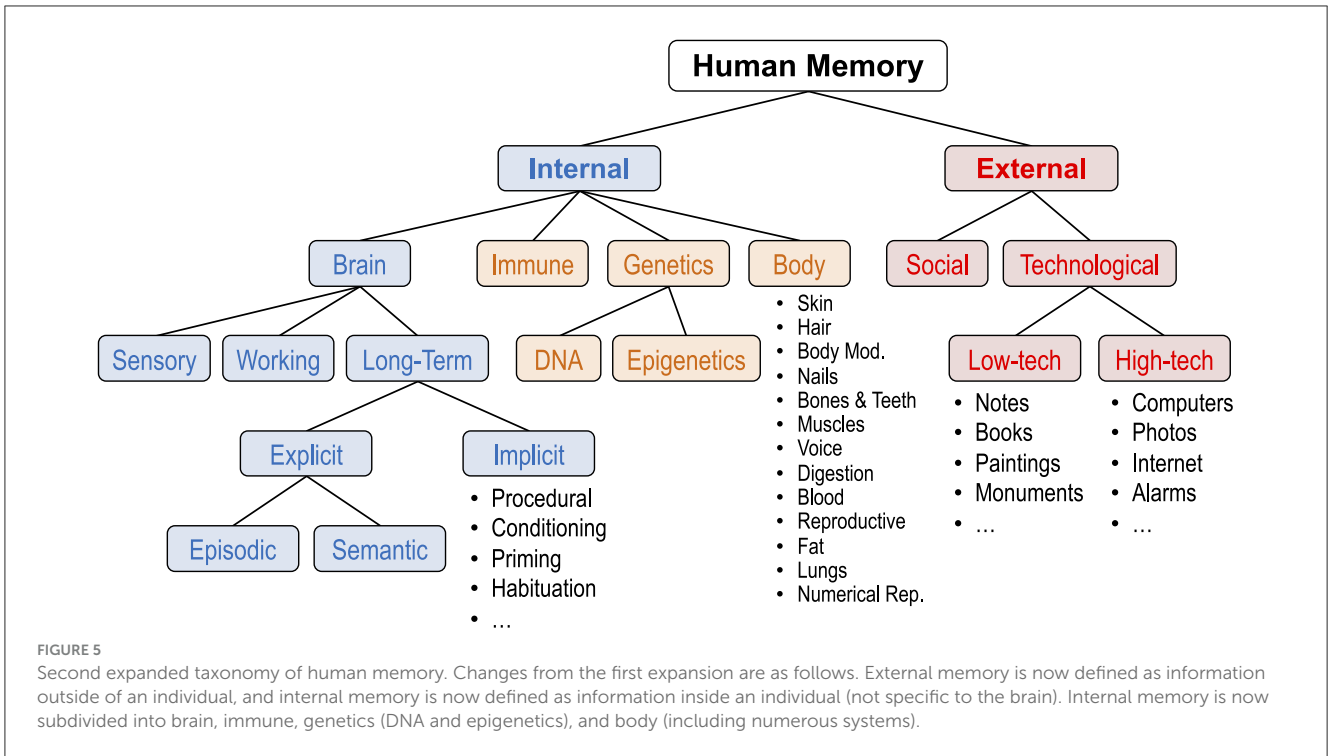 Human Memory
Internal
External
Brain
Immune
Genetics
Body
Social
Technological
Sensory
Working
Long-Term
DNA
Epigenetics
• Skin
• Hair
• Body Mod.
• Nails
• Bones & Teeth
• Muscles
• Voice
• Digestion
• Blood
• Reproductive
• Fat
• Lungs
• Numerical Rep.
Low-tech
High-tech
• Notes
• Books
• Paintings
• Monuments
• …
• Computers
• Photos
• Internet
• Alarms
• …
Explicit
Implicit
Episodic
Semantic
• Procedural
• Conditioning
• Priming
• Habituation
• …
FIGURE 5
Second expanded taxonomy of human memory. Changes from the first expansion are as follows. External memory is now defined as information
outside of an individual, and internal memory is now defined as information inside an individual (not specific to the brain). Internal memory is now
subdivided into brain, immune, genetics (DNA and epigenetics), and body (including numerous systems).